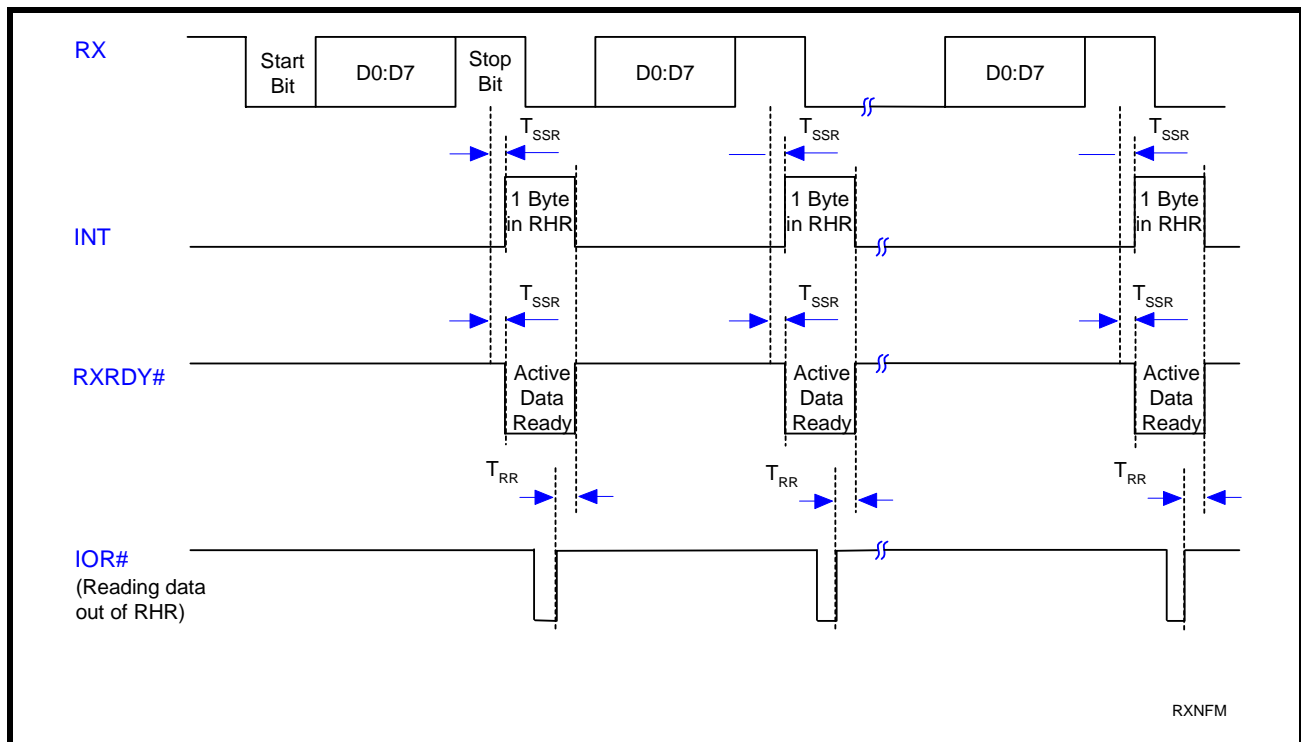 RX
Start
Bit
D0:D7
Stop
Bit
D0:D7
D0:D7
TSSR
TSSR
TSSR
INT
1 Byte
in RHR
1 Byte
in RHR
1 Byte
in RHR
TSSR
TSSR
TSSR
RXRDY#
Active
Data
Ready
Active
Data
Ready
Active
Data
Ready
TRR
TRR
TRR
IOR#
(Reading data
out of RHR)
RXNFM